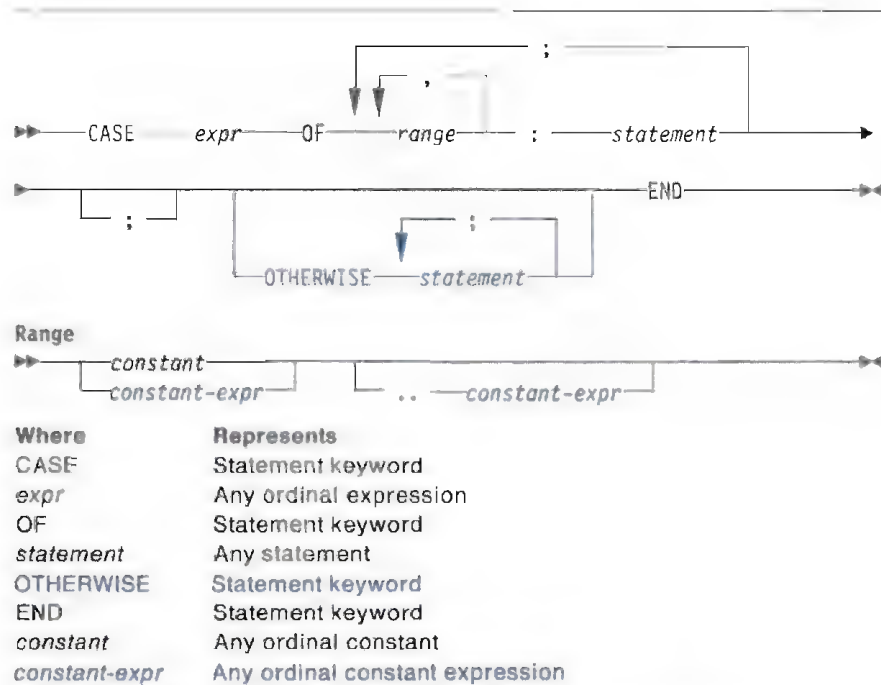 ;
,
CASE expr OF range : statement
; END
;
OTHERWISE statement
Range
constant
constant-expr .. constant-expr
Where Represents
CASE Statement keyword
expr Any ordinal expression
OF Statement keyword
statement Any statement
OTHERWISE Statement keyword
END Statement keyword
constant Any ordinal constant
constant-expr Any ordinal constant expression